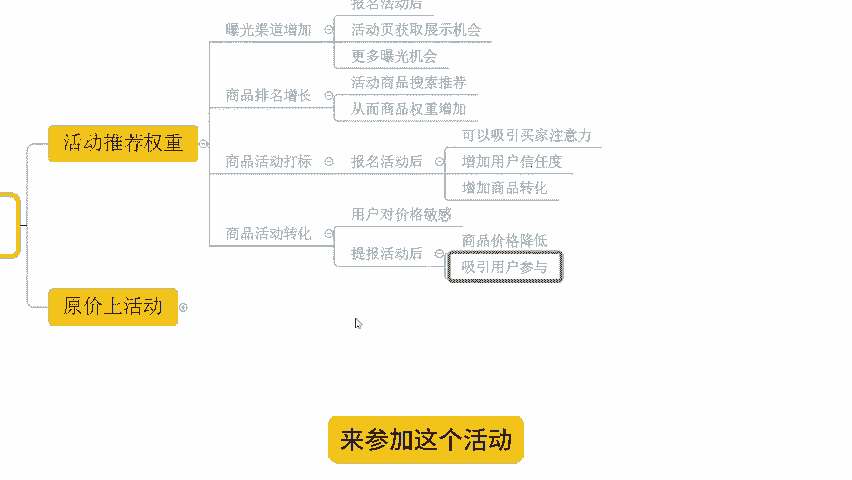 报名活动后
曝光渠道增加
活动页获取展示机会
更多曝光机会
活动商品搜索推荐
商品排名增长
从而商品权重增加
活动推荐权重
可以吸引买家注意力
商品活动打标
报名活动后
增加用户信任度
增加商品转化
用户对价格敏感
商品活动转化
商品价格降低
提报活动后
吸引用户参与
原价上活动
来参加这个活动